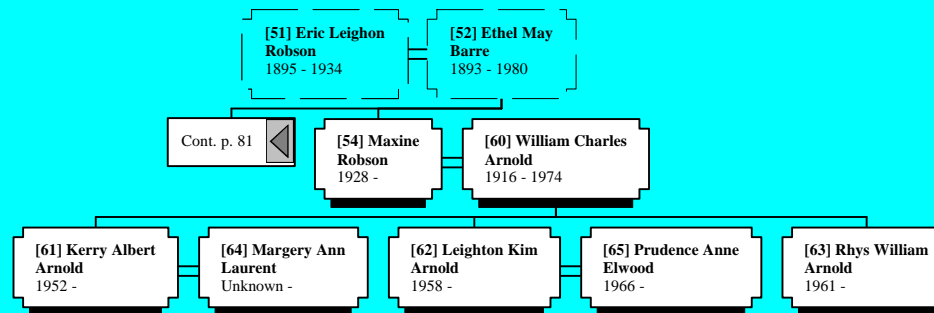 [51] Eric Leighon
Robson
1895 - 1934
[52] Ethel May
Barre
1893 - 1980
Cont. p. 81
[54] Maxine
Robson
1928 -
[60] William Charles
Arnold
1916 - 1974
[61] Kerry Albert
Arnold
1952 -
[64] Margery Ann
Laurent
Unknown -
[62] Leighton Kim
Arnold
1958 -
[65] Prudence Anne
Elwood
1966 -
[63] Rhys William
Arnold
1961 -